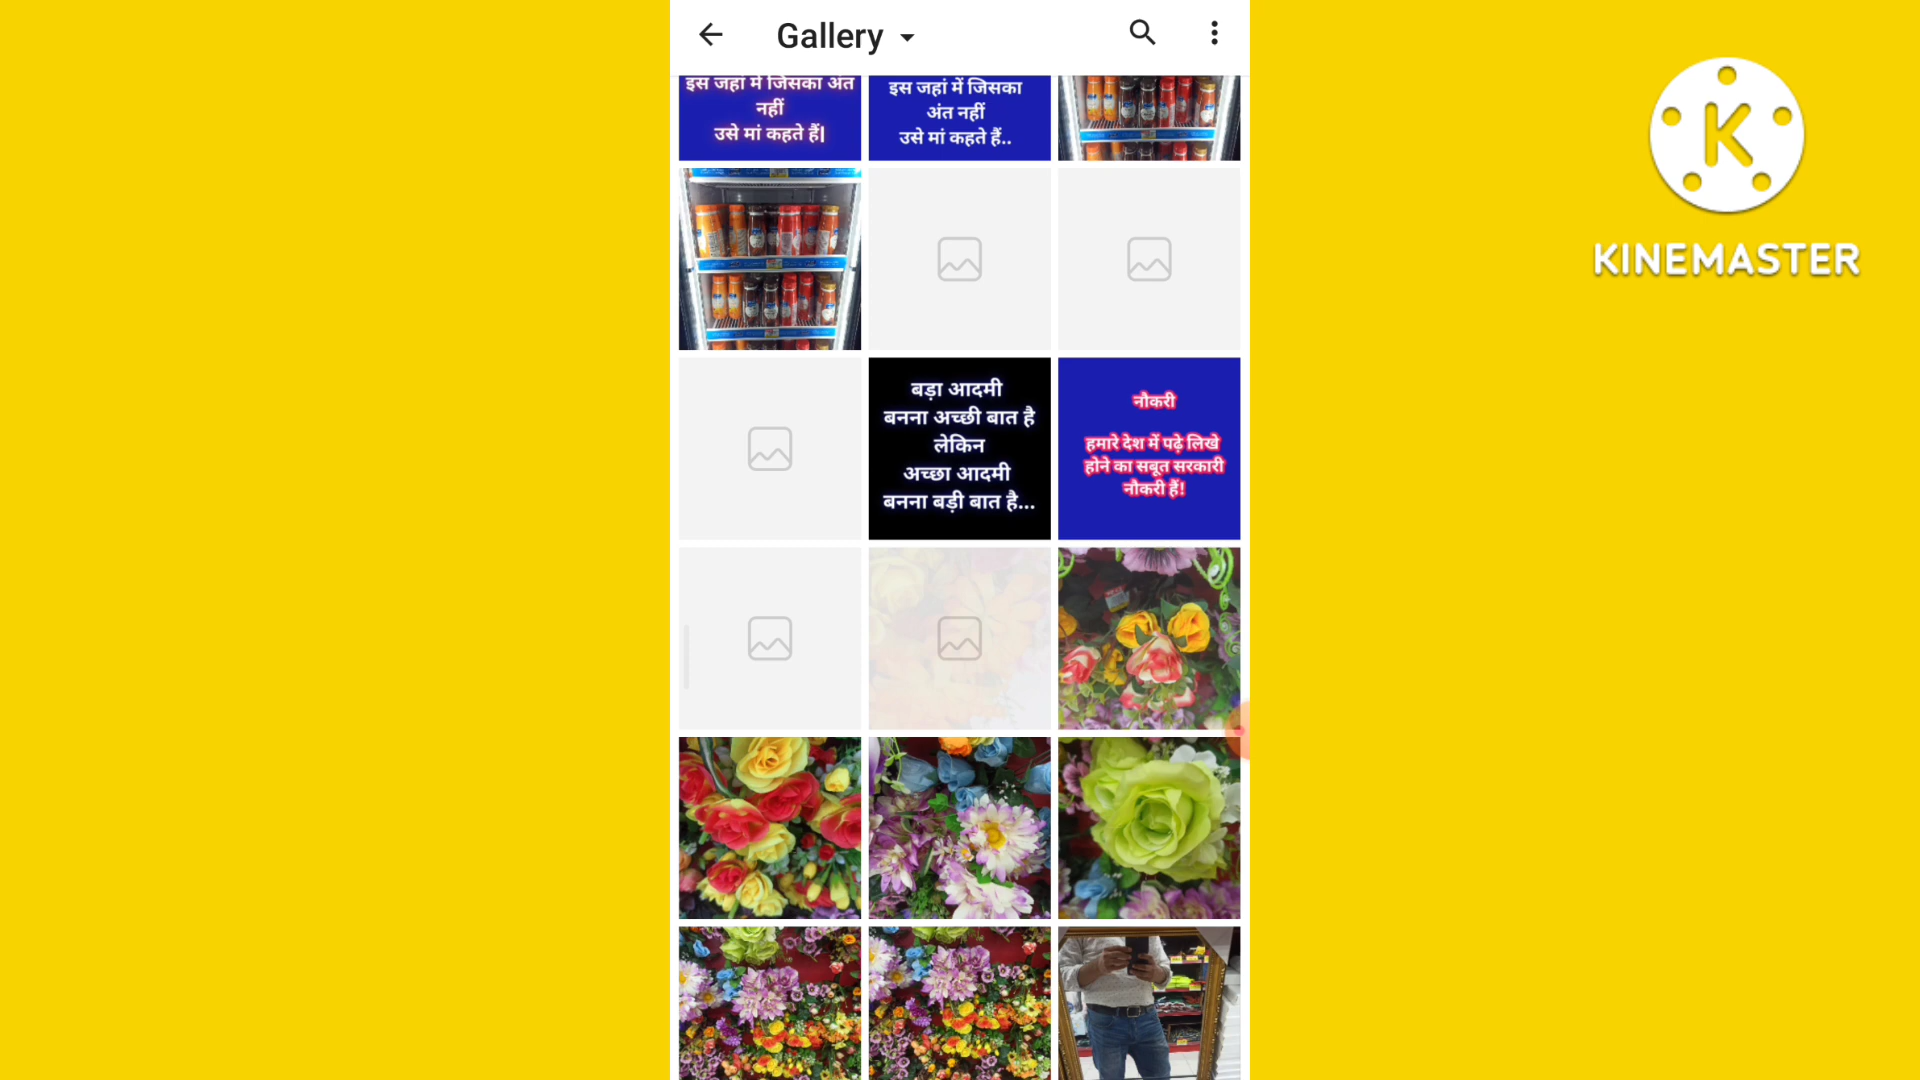 Gallery
इस जहां में जिसका अंत
नहीं
उसे मां कहते हैं|
इस जहां में जिसका
अंत नहीं
उसे मां कहते हैं..
बड़ा आदमी
बनना अच्छी बात है
लेकिन
अच्छा आदमी
बनना बड़ी बात है...
नौकरी
हमारे देश में पढ़े लिखे
होने का सबूत सरकारी
नौकरी हैं!
K
KINEMASTER